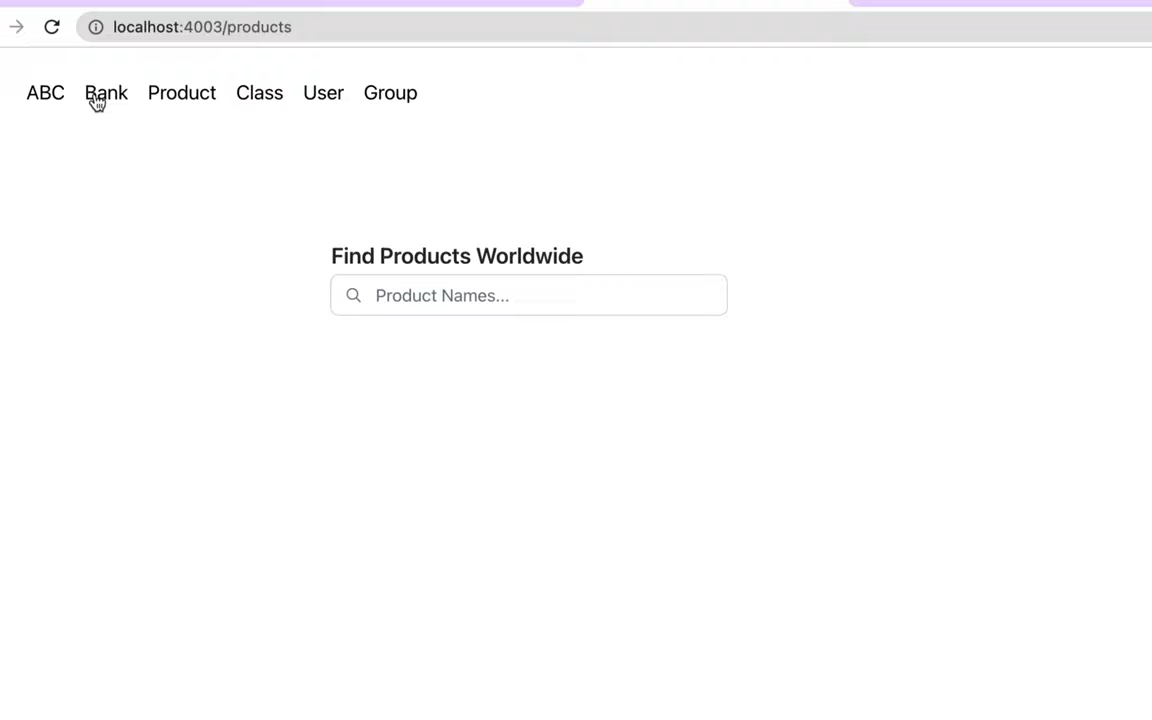 localhost:4003/products
ABC Bank Product Class User Group
Find Products Worldwide
Product Names...